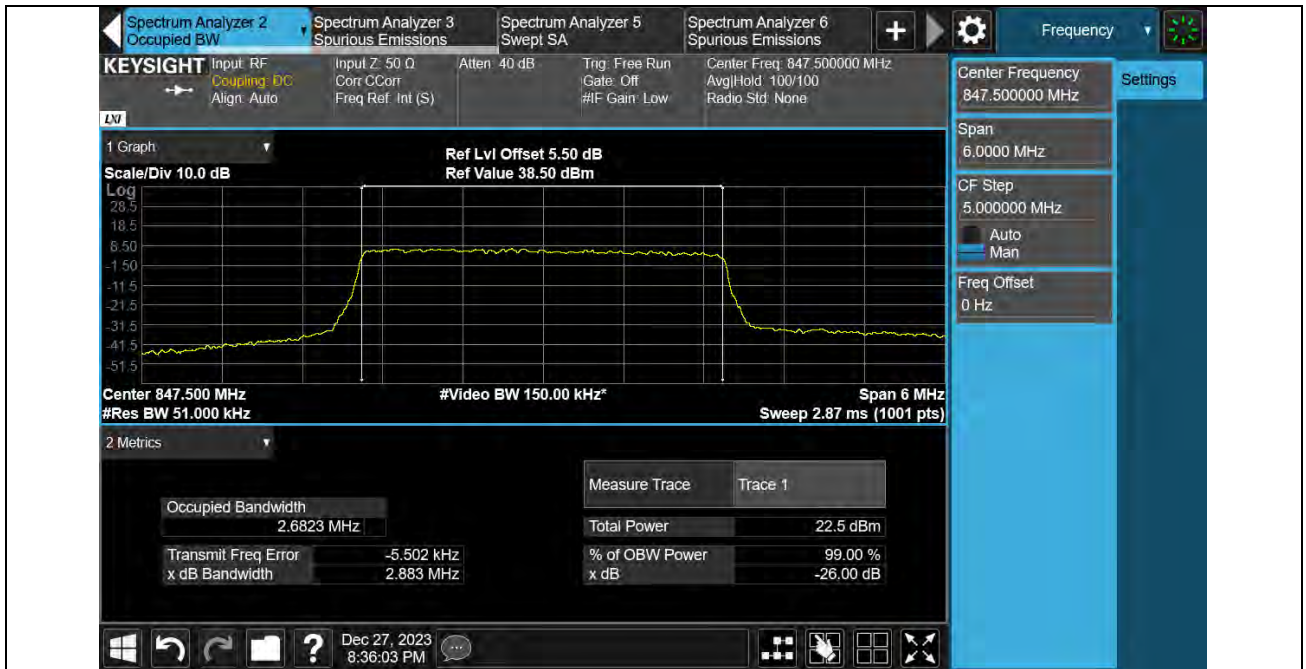 Spectrum Analyzer 2
Occupied BW
Spectrum Analyzer 3
Spurious Emissions
Spectrum Analyzer 5
Swept SA
Spectrum Analyzer 6
Spurious Emissions
+
Frequency
KEYSIGHT
LXI
Input: RF
Coupling: DC
Align: Auto
Input Z: 50 Ω
Corr CCorr
Freq Ref: Int (S)
Atten: 40 dB
Trig: Free Run
Gate: Off
#IF Gain: Low
Center Freq: 847.500000 MHz
Avg|Hold: 100/100
Radio Std: None
Center Frequency
847.500000 MHz
Settings
Span
6.0000 MHz
CF Step
5.000000 MHz
Auto
Man
Freq Offset
0 Hz
1 Graph
Scale/Div 10.0 dB
Ref Lvl Offset 5.50 dB
Ref Value 38.50 dBm
Log
28.5
18.5
8.50
-1.50
-11.5
-21.5
-31.5
-41.5
-51.5
Center 847.500 MHz
#Res BW 51.000 kHz
#Video BW 150.00 kHz*
Span 6 MHz
Sweep 2.87 ms (1001 pts)
2 Metrics
Measure Trace Trace 1
Occupied Bandwidth
2.6823 MHz
Total Power 22.5 dBm
Transmit Freq Error -5.502 kHz
% of OBW Power 99.00 %
x dB Bandwidth 2.883 MHz
x dB -26.00 dB
?
Dec 27, 2023
8:36:03 PM